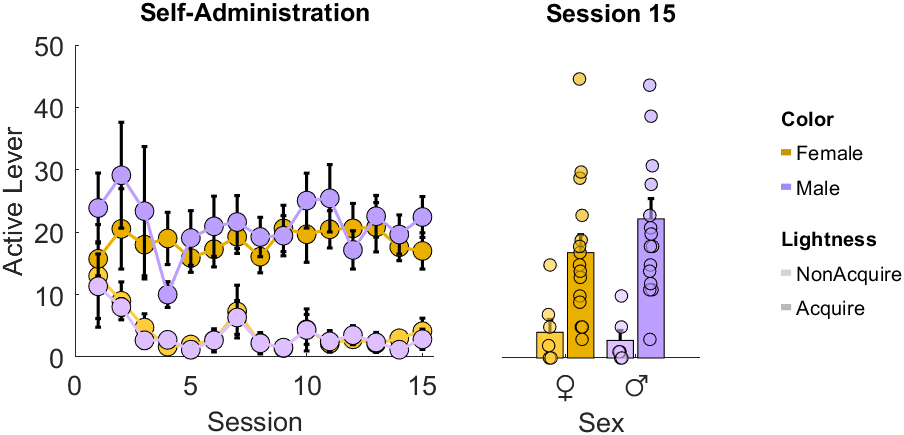 Self-Administration
Active Lever
50
40
30
20
10
0
0 5 10 15
Session
Session 15
♀ ♂
Sex
Color
Female
Male
Lightness
NonAcquire
Acquire